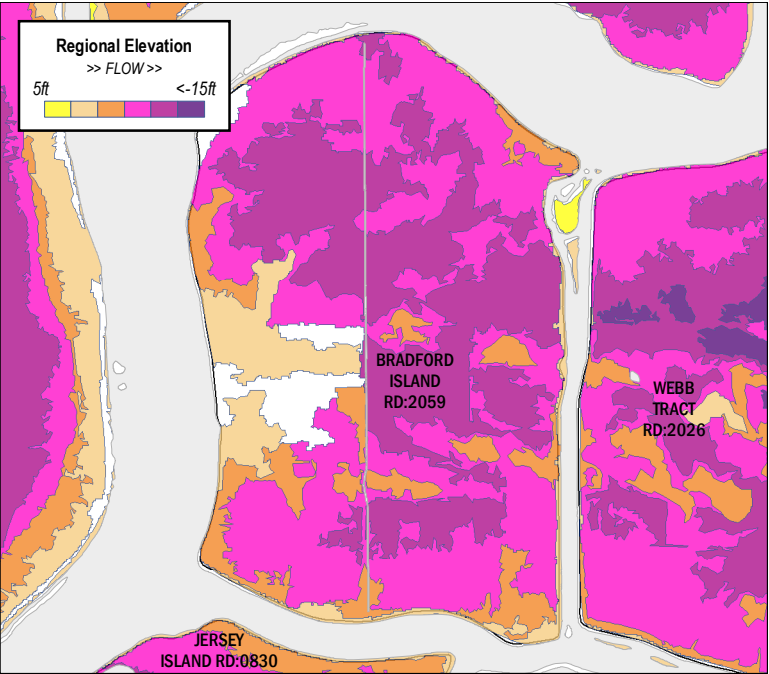 Regional Elevation
>> FLOW >>
5ft <-15ft
BRADFORD
ISLAND
RD:2059
WEBB
TRACT
RD:2026
JERSEY
ISLAND RD:0830